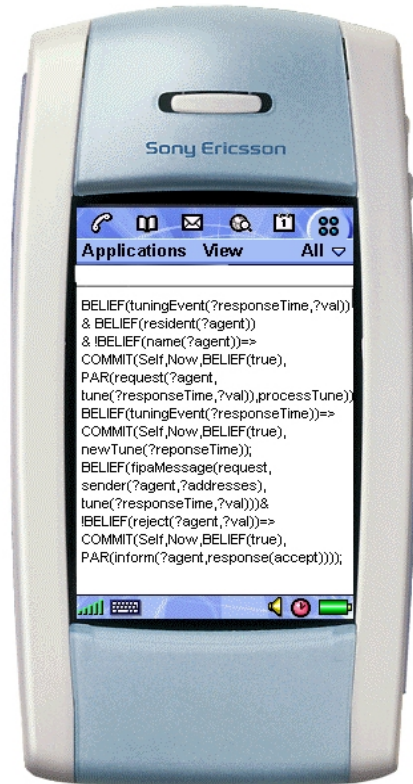 Sony Ericsson
1
Applications View All
BELIEF(tuningEvent(?responseTime,?val))
& BELIEF(resident(?agent))
& !BELIEF(name(?agent))=>
COMMIT(Self,Now,BELIEF(true),
PAR(request(?agent,
tune(?responseTime,?val)),processTune))
BELIEF(tuningEvent(?responseTime))=>
COMMIT(Self,Now,BELIEF(true),
newTune(?reponseTime));
BELIEF(fipaMessage(request,
sender(?agent,?addresses),
tune(?responseTime,?val)))&
!BELIEF(reject(?agent,?val))=>
COMMIT(Self,Now,BELIEF(true),
PAR(inform(?agent,response(accept))));